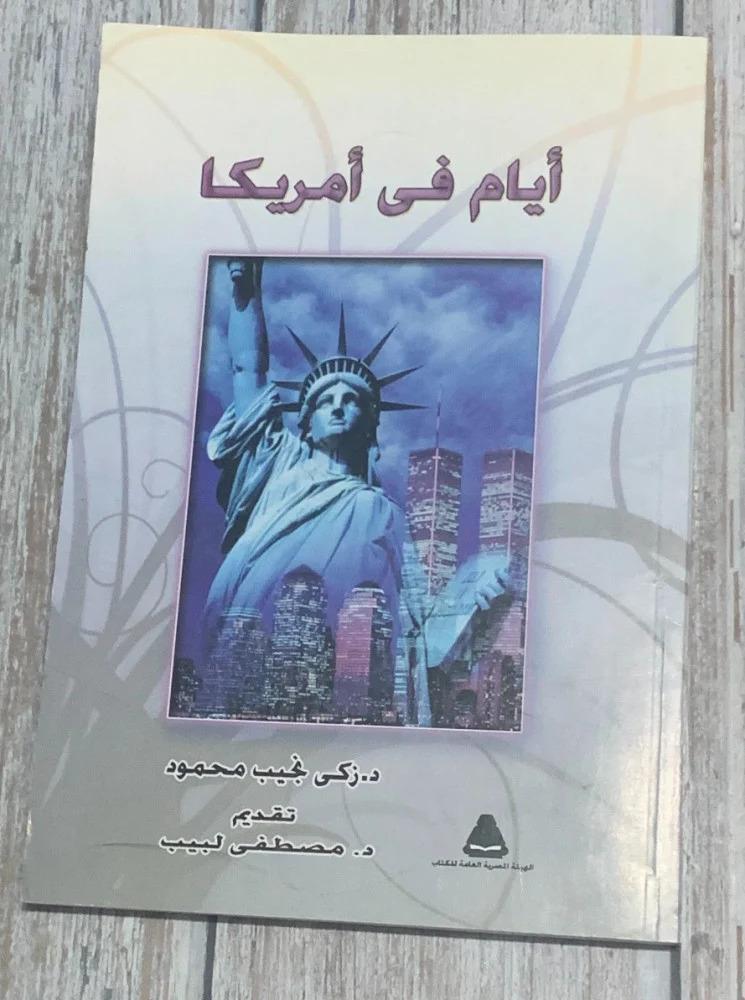 أيام فى أمريكا
د. زكى نجيب محمود
تقديم
د. مصطفى لبيب
الهيئة المصرية العامة للكتاب